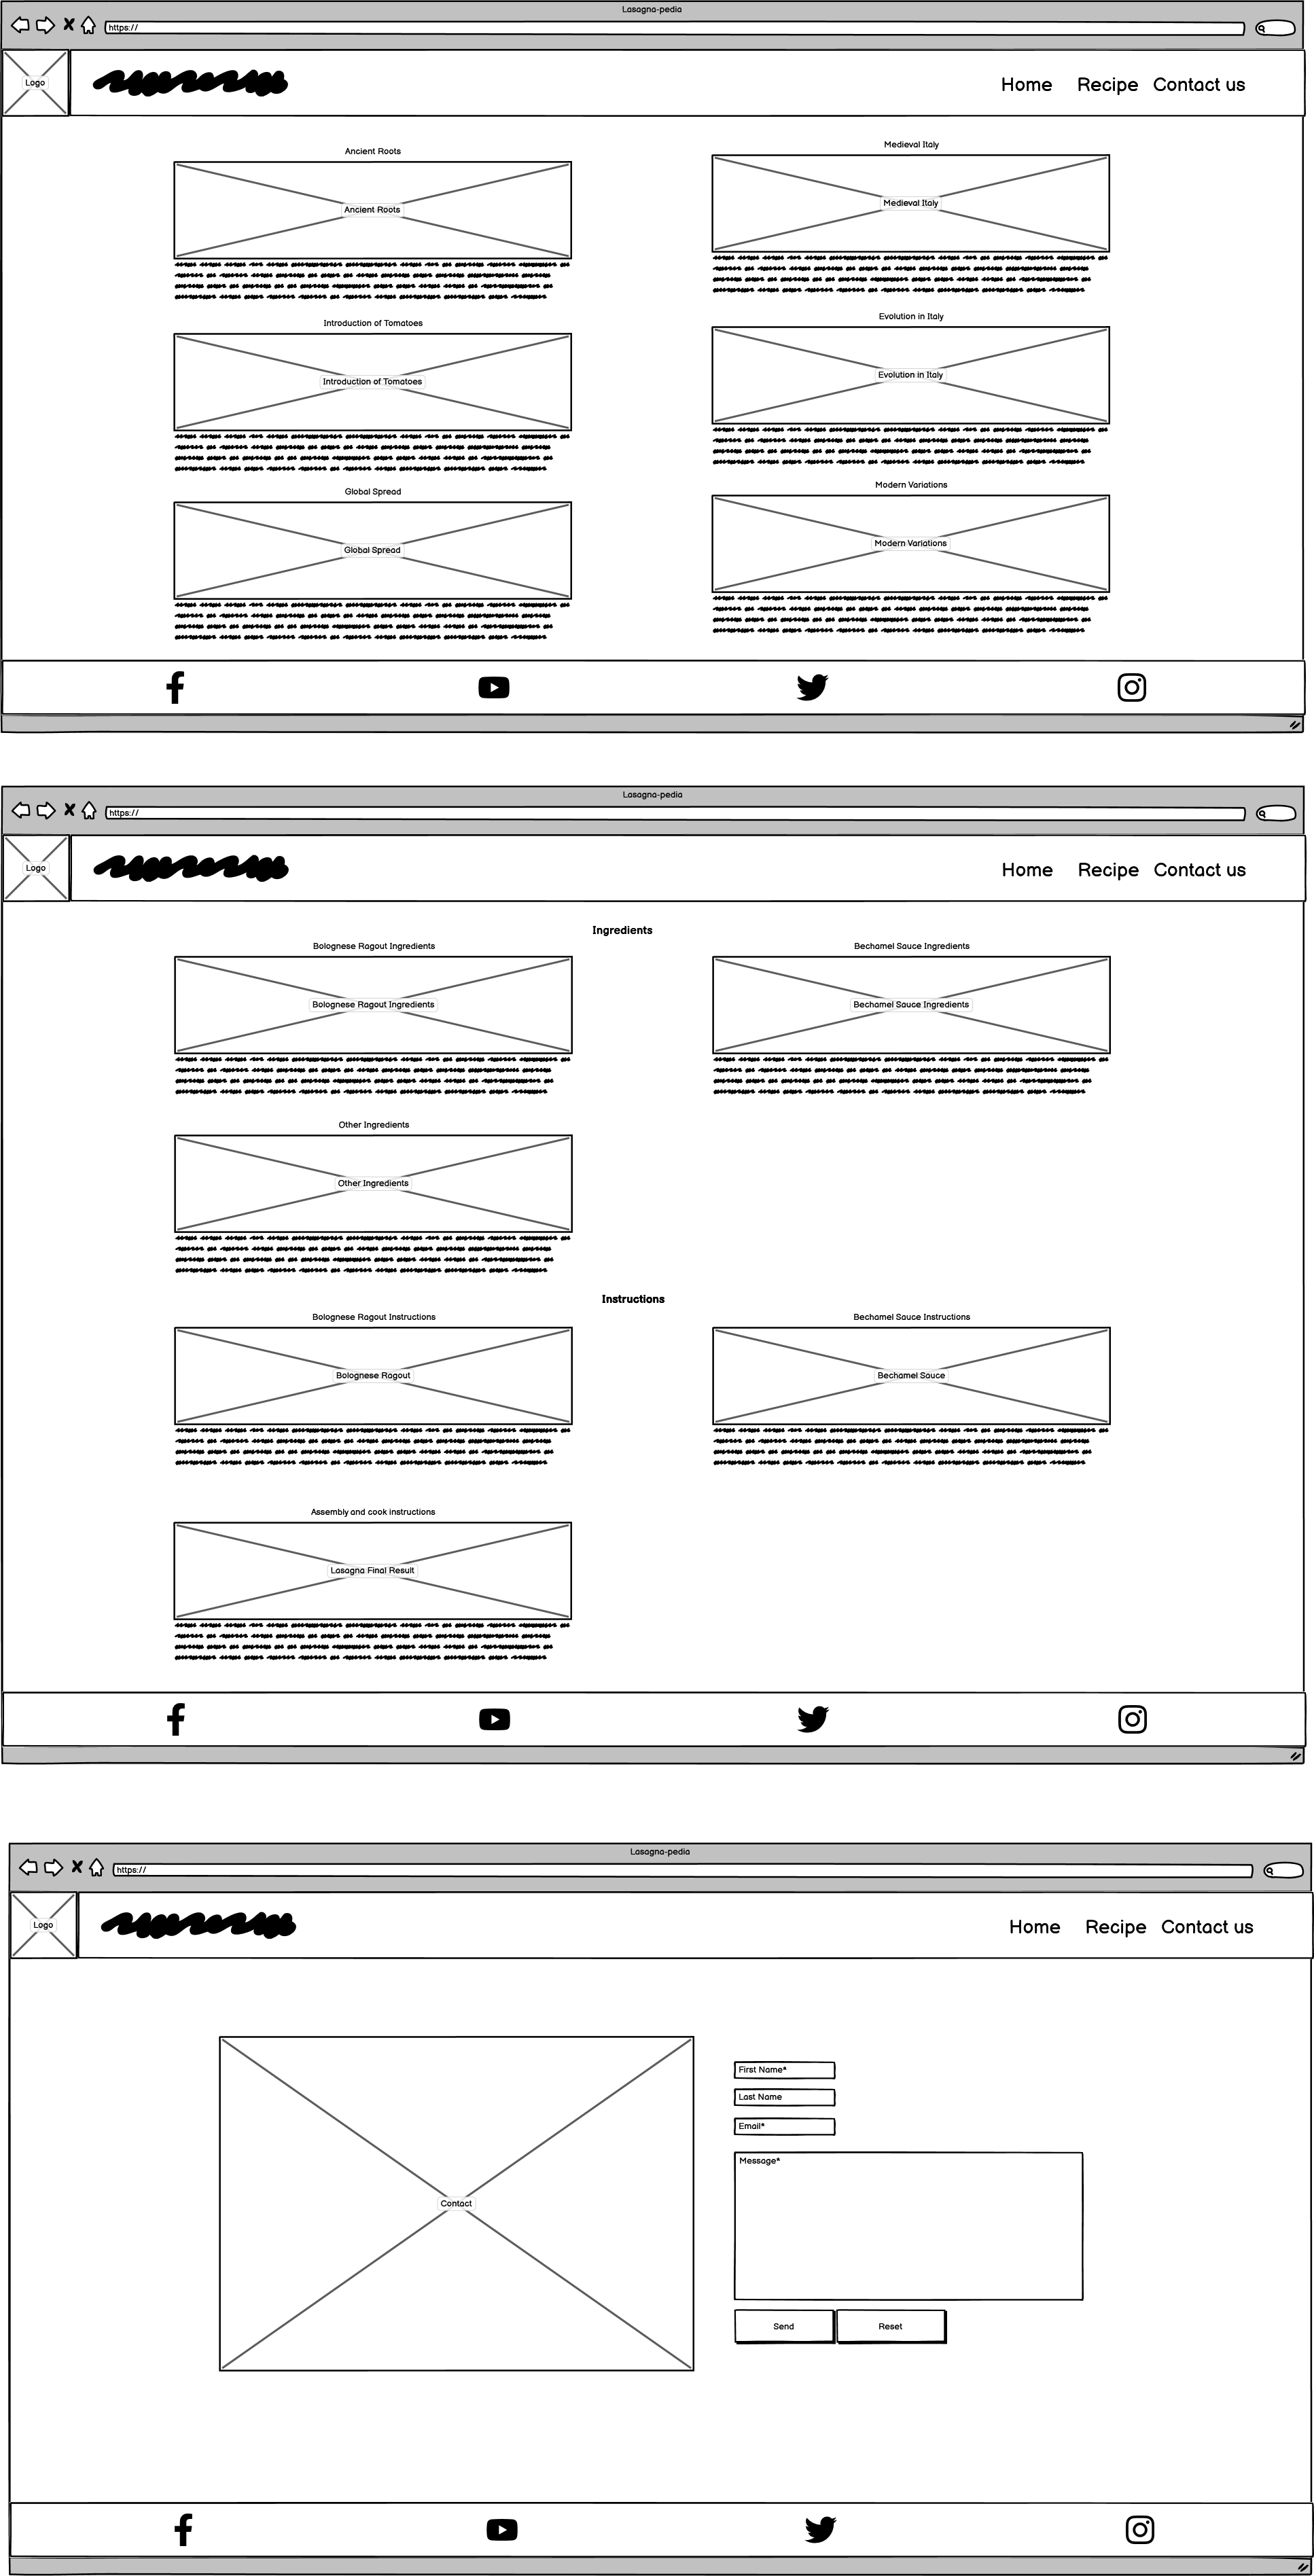 Lasagna-pedia
https://
Logo
Home Recipe Contact us
Ancient Roots
Medieval Italy
Ancient Roots
Medieval Italy
Introduction of Tomatoes
Evolution in Italy
Introduction of Tomatoes
Evolution in Italy
Global Spread
Modern Variations
Global Spread
Modern Variations
Lasagna-pedia
https://
Logo
Home Recipe Contact us
Ingredients
Bolognese Ragout Ingredients
Bechamel Sauce Ingredients
Bolognese Ragout Ingredients
Bechamel Sauce Ingredients
Other Ingredients
Other Ingredients
Instructions
Bolognese Ragout Instructions
Bechamel Sauce Instructions
Bolognese Ragout
Bechamel Sauce
Assembly and cook instructions
Lasagna Final Result
Lasagna-pedia
https://
Logo
Home Recipe Contact us
Contact
First Name*
Last Name
Email*
Message*
Send
Reset